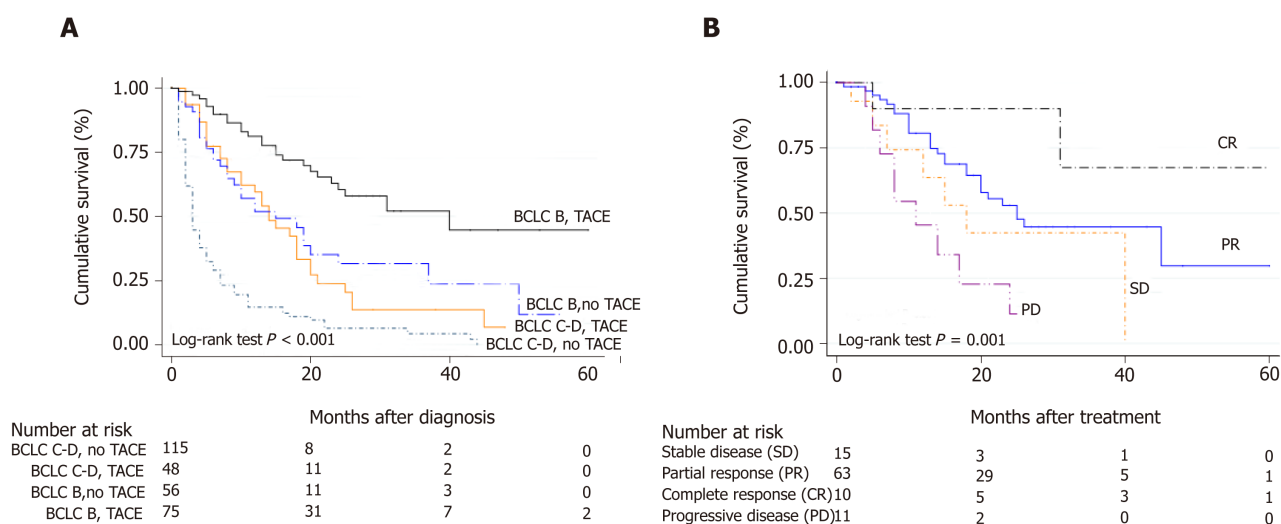 A
B
Cumulative survival (%)
1.00
0.75
0.50
0.25
0.00
BCLC B, TACE
BCLC B,no TACE
BCLC C-D, TACE
BCLC C-D, no TACE
Log-rank test P < 0.001
0 20 40 60
Months after diagnosis
Number at risk
BCLC C-D, no TACE 115 8 2 0
BCLC C-D, TACE 48 11 2 0
BCLC B,no TACE 56 11 3 0
BCLC B, TACE 75 31 7 2
Cumulative survival (%)
1.00
0.75
0.50
0.25
0.00
CR
PR
SD
PD
Log-rank test P = 0.001
0 20 40 60
Months after treatment
Number at risk
Stable disease (SD) 15 3 1 0
Partial response (PR) 63 29 5 1
Complete response (CR)10 5 3 1
Progressive disease (PD)11 2 0 0